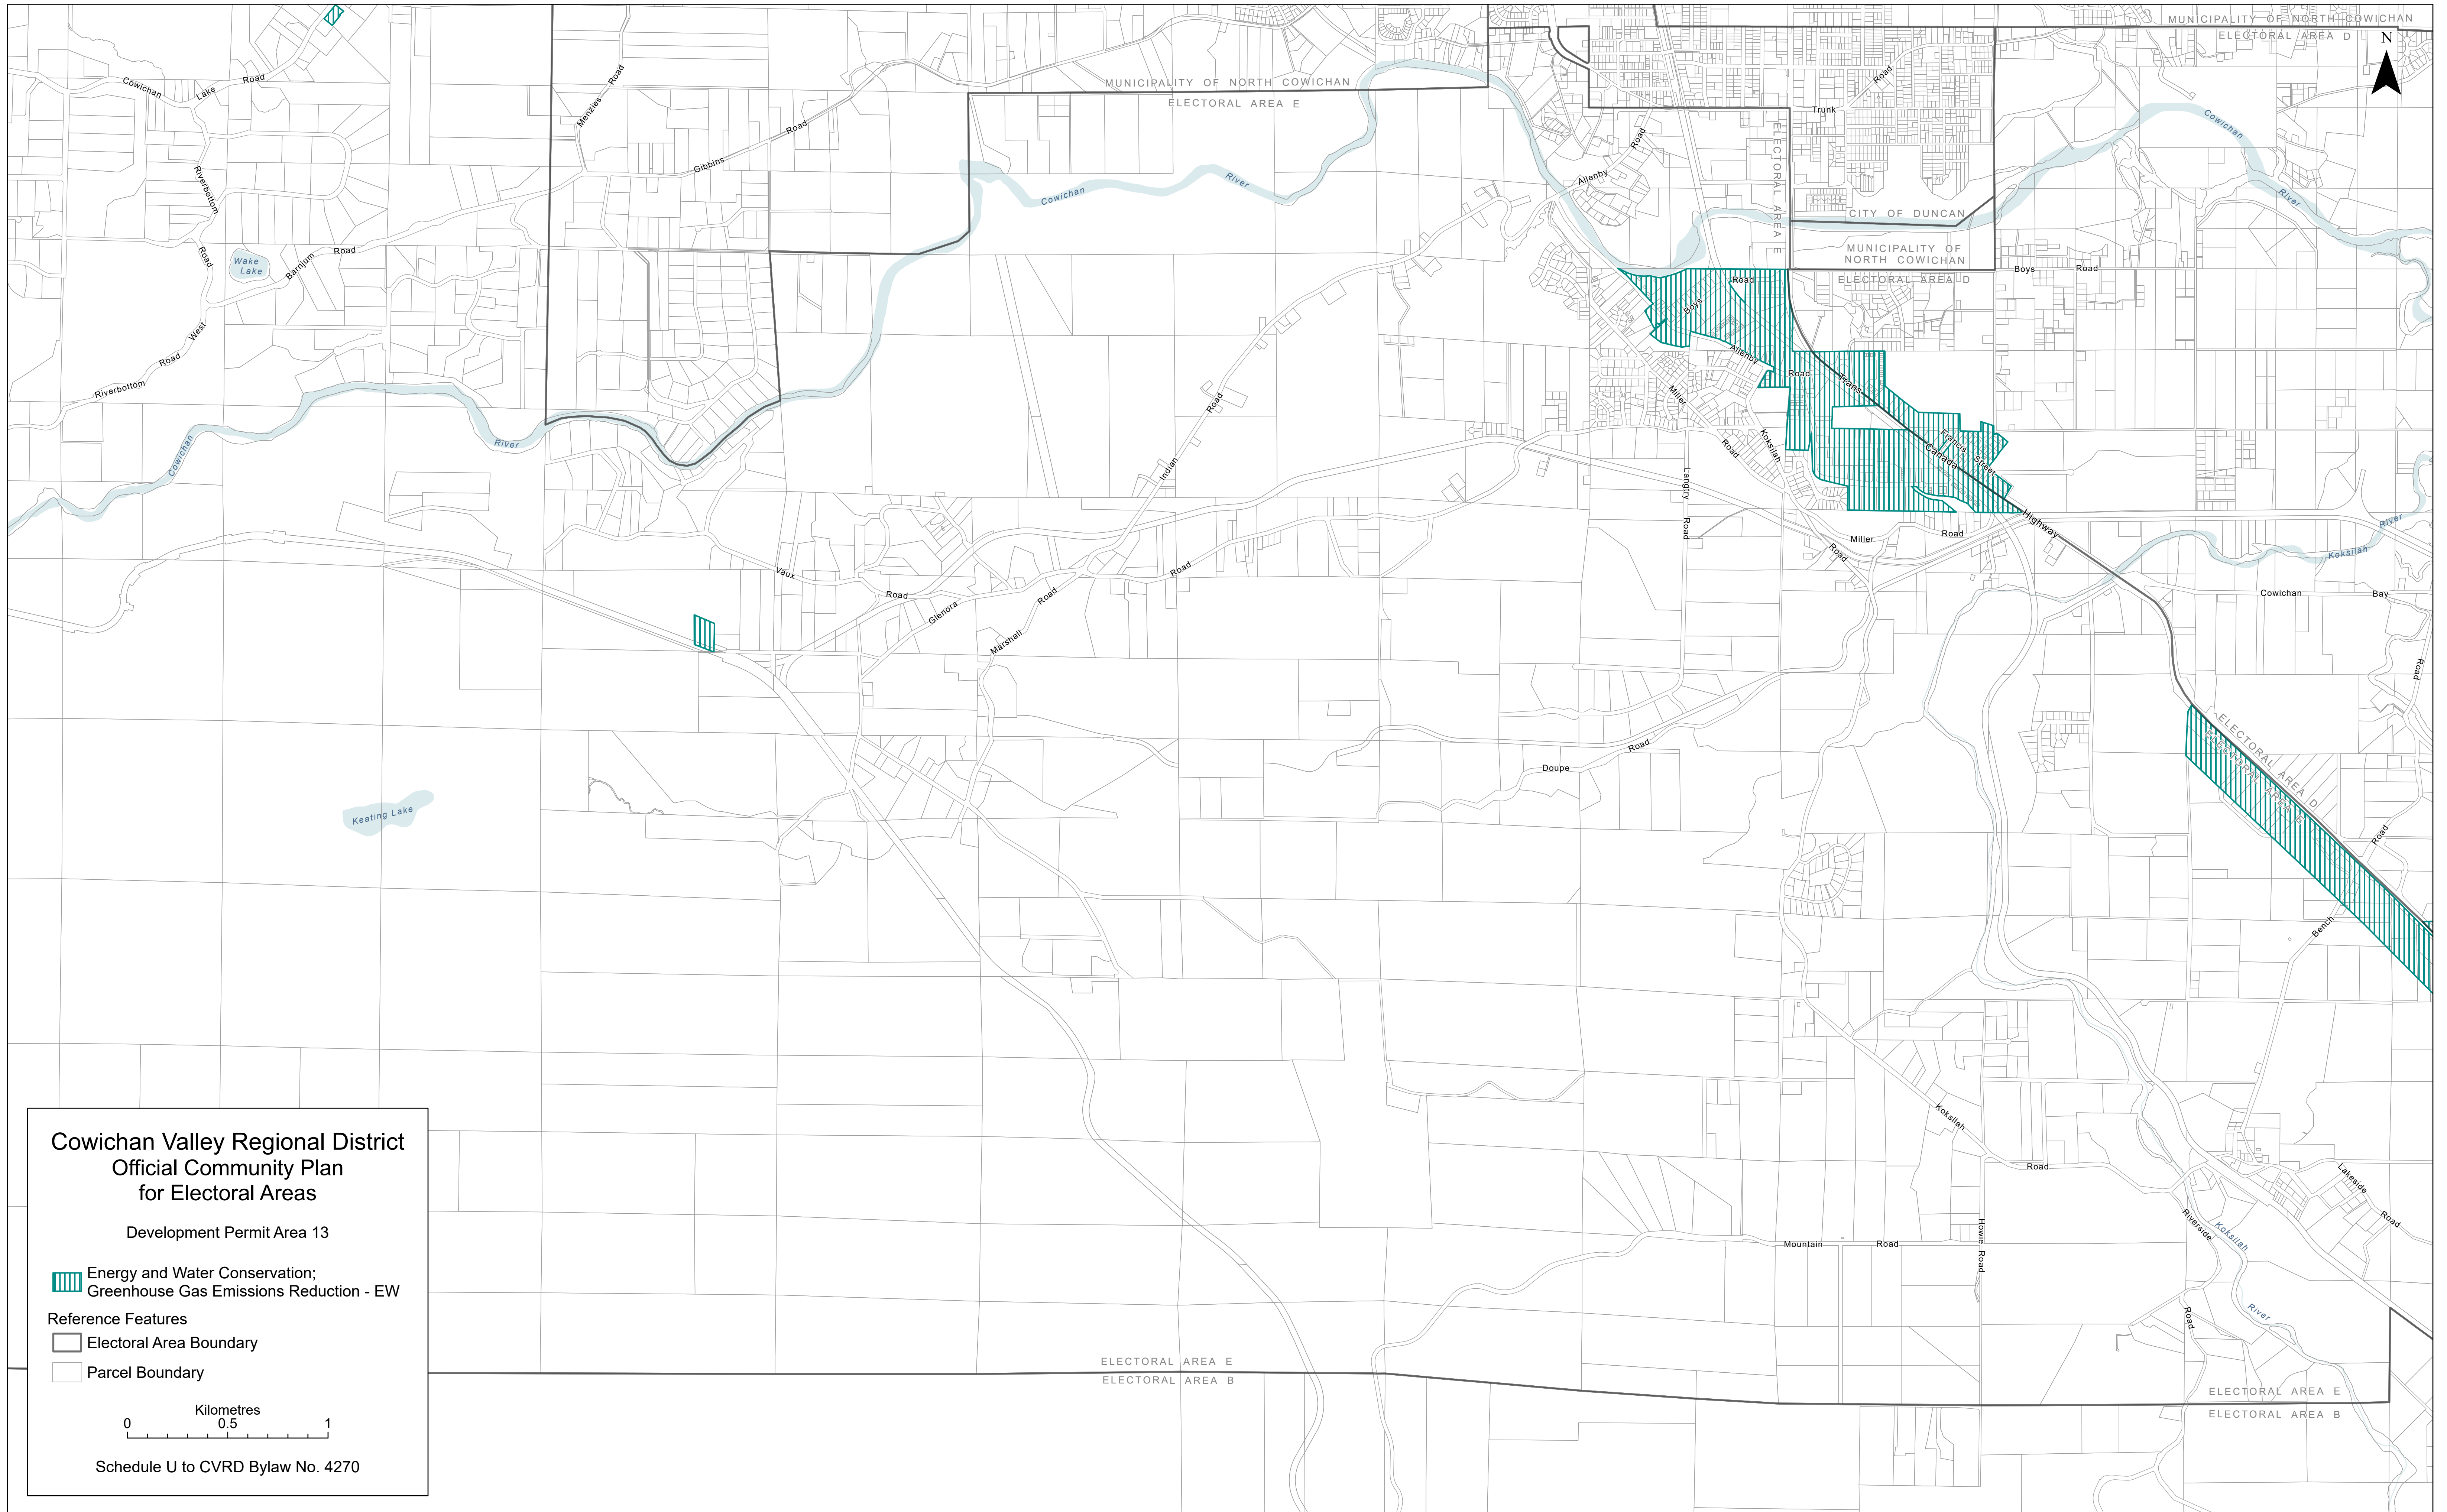 MUNICIPALITY OF NORTH COWICHAN
ELECTORAL AREA D
N
Cowichan Lake Road
Menzies Road
MUNICIPALITY OF NORTH COWICHAN
ELECTORAL AREA E
Gibbins Road
Trunk Road
Cowichan River
Riverbottom Road
Allenby Road
ELECTORAL AREA E
Cowichan River
CITY OF DUNCAN
MUNICIPALITY OF
NORTH COWICHAN
ELECTORAL AREA D
Boys Road
Wake
Lake
Barnjum Road
Boys Road
Riverbottom Road West
Allenby Road
Trans Canada Highway
Francis Street
Cowichan River
Indian Road
Miller Road
Koksilah Road
Langtry Road
Miller Road
Koksilah River
Vaux Road
Glenora Road
Marshall Road
Cowichan Bay Road
Keating Lake
Doupe Road
ELECTORAL AREA D
ELECTORAL AREA E
Bench Road
Koksilah Road
Lakeside Road
Riverside Road
Koksilah River
Howie Road
Mountain Road
ELECTORAL AREA E
ELECTORAL AREA B
ELECTORAL AREA E
ELECTORAL AREA B
Cowichan Valley Regional District
Official Community Plan
for Electoral Areas
Development Permit Area 13
Energy and Water Conservation;
Greenhouse Gas Emissions Reduction - EW
Reference Features
Electoral Area Boundary
Parcel Boundary
Kilometres
0 0.5 1
Schedule U to CVRD Bylaw No. 4270